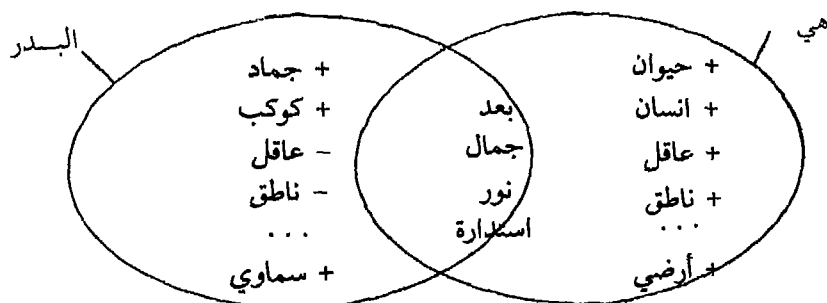 هي
+ حيوان
+ انسان
+ عاقل
+ ناطق
...
+ أرضي
بعد
جمال
نور
استدارة
البدر
+ جماد
+ كوكب
- عاقل
- ناطق
...
+ سماوي